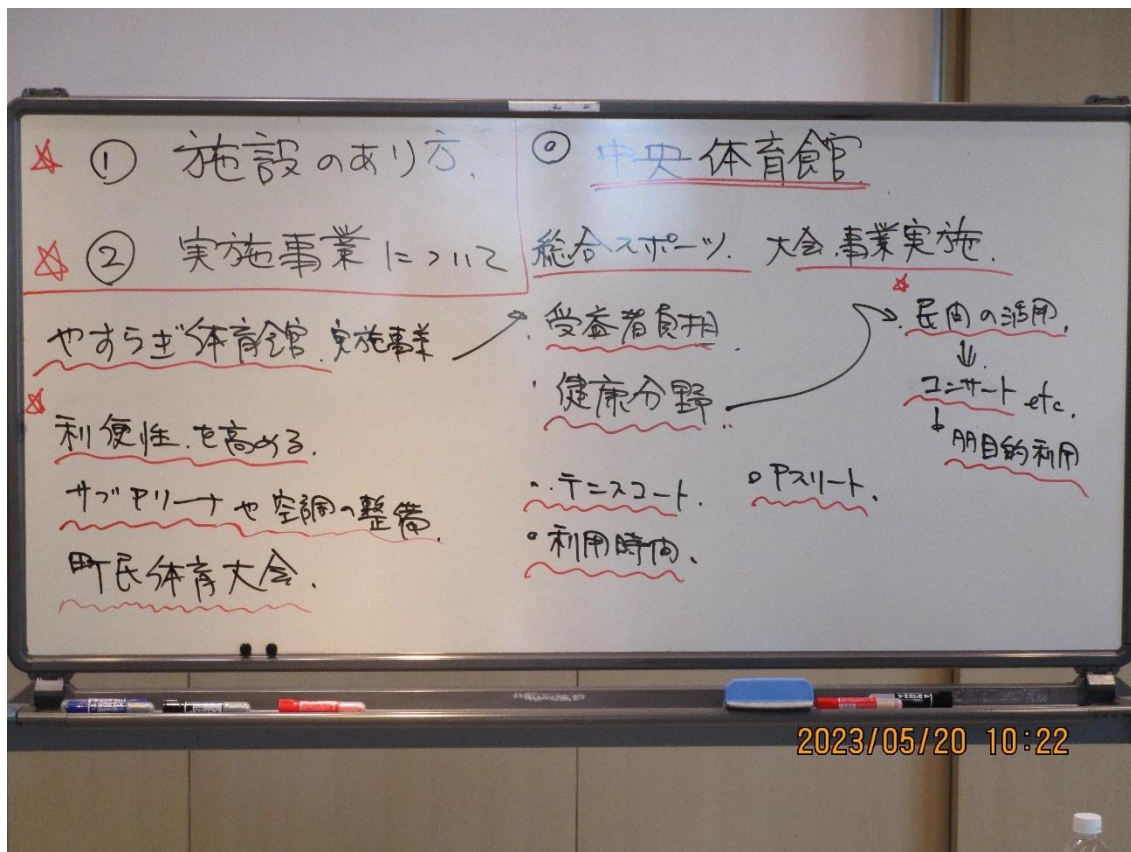 ☆ ① 施設のあり方.
☆ ② 実施事業について
やすらぎ体育館.実施事業
☆
利便性を高める.
サブアリーナや空調の整備.
町民体育大会.
◎ 中央体育館
総合スポーツ. 大会.事業実施.
・受益者負担.
・健康分野
☆
・民間の活用.
⇓
コンサート etc.
↓
目的利用
・テニスコート.
○アスリート.
○利用時間.
2023/05/20 10:22